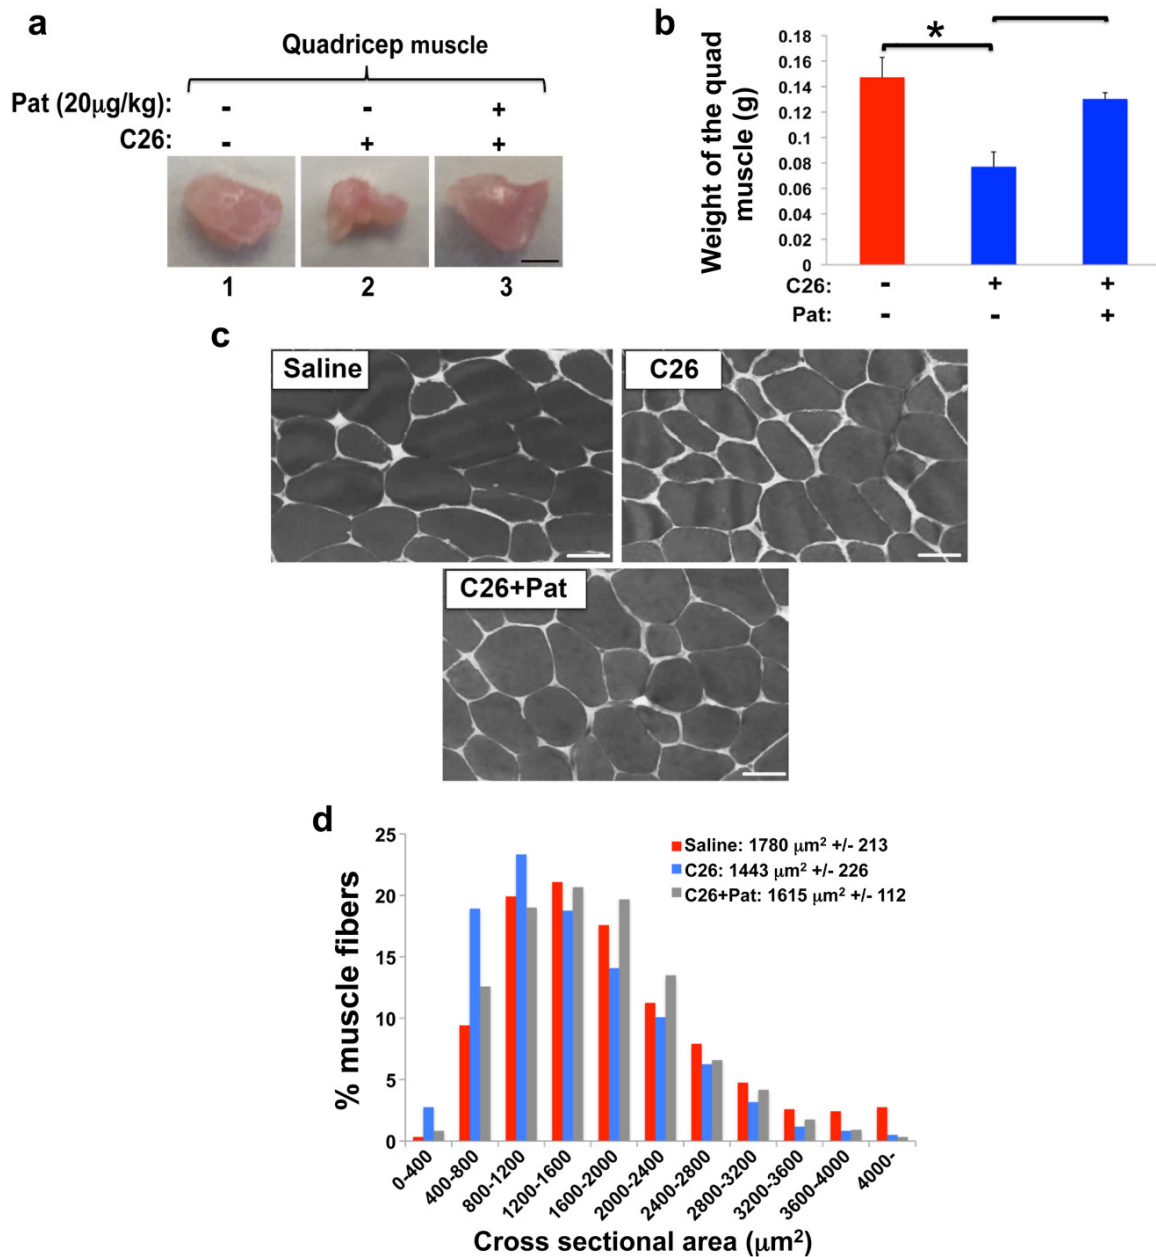 a
Quadricep muscle
Pat (20μg/kg): - - +
C26: - + +
1 2 3
b
Weight of the quad
muscle (g)
0.18
0.16
0.14
0.12
0.1
0.08
0.06
0.04
0.02
0
*
C26: - + +
Pat: - - +
c
Saline
C26
C26+Pat
d
% muscle fibers
25
20
15
10
5
0
Saline: 1780 μm² +/- 213
C26: 1443 μm² +/- 226
C26+Pat: 1615 μm² +/- 112
0-400
400-800
800-1200
1200-1600
1600-2000
2000-2400
2400-2800
2800-3200
3200-3600
3600-4000
4000-
Cross sectional area (μm²)